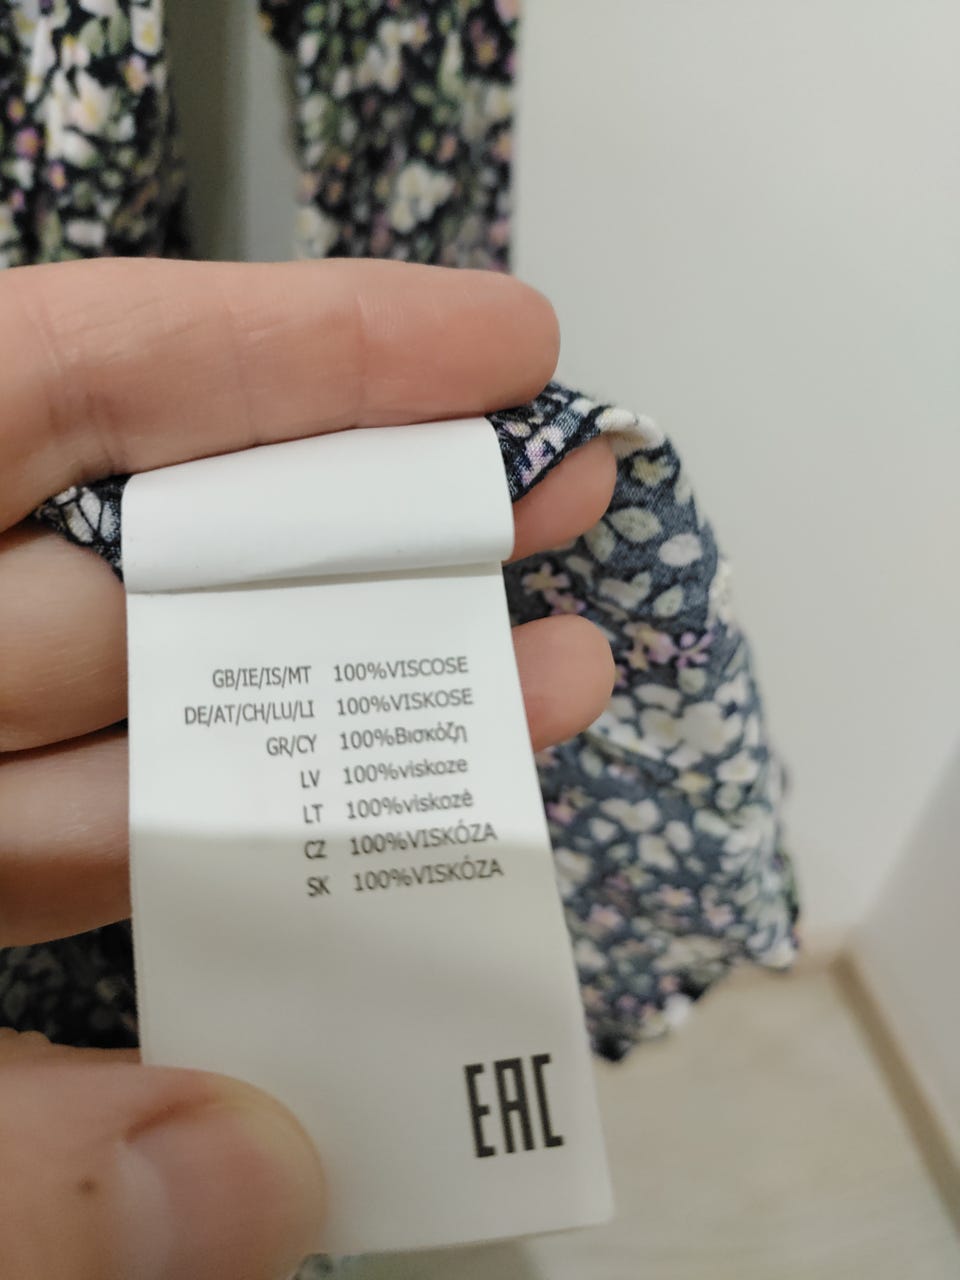 GB/IE/IS/MT 100%VISCOSE
DE/AT/CH/LU/LI 100%VISKOSE
GR/CY 100%Βισκόζη
LV 100%viskoze
LT 100%viskozė
CZ 100%VISKÓZA
SK 100%VISKÓZA
EAC